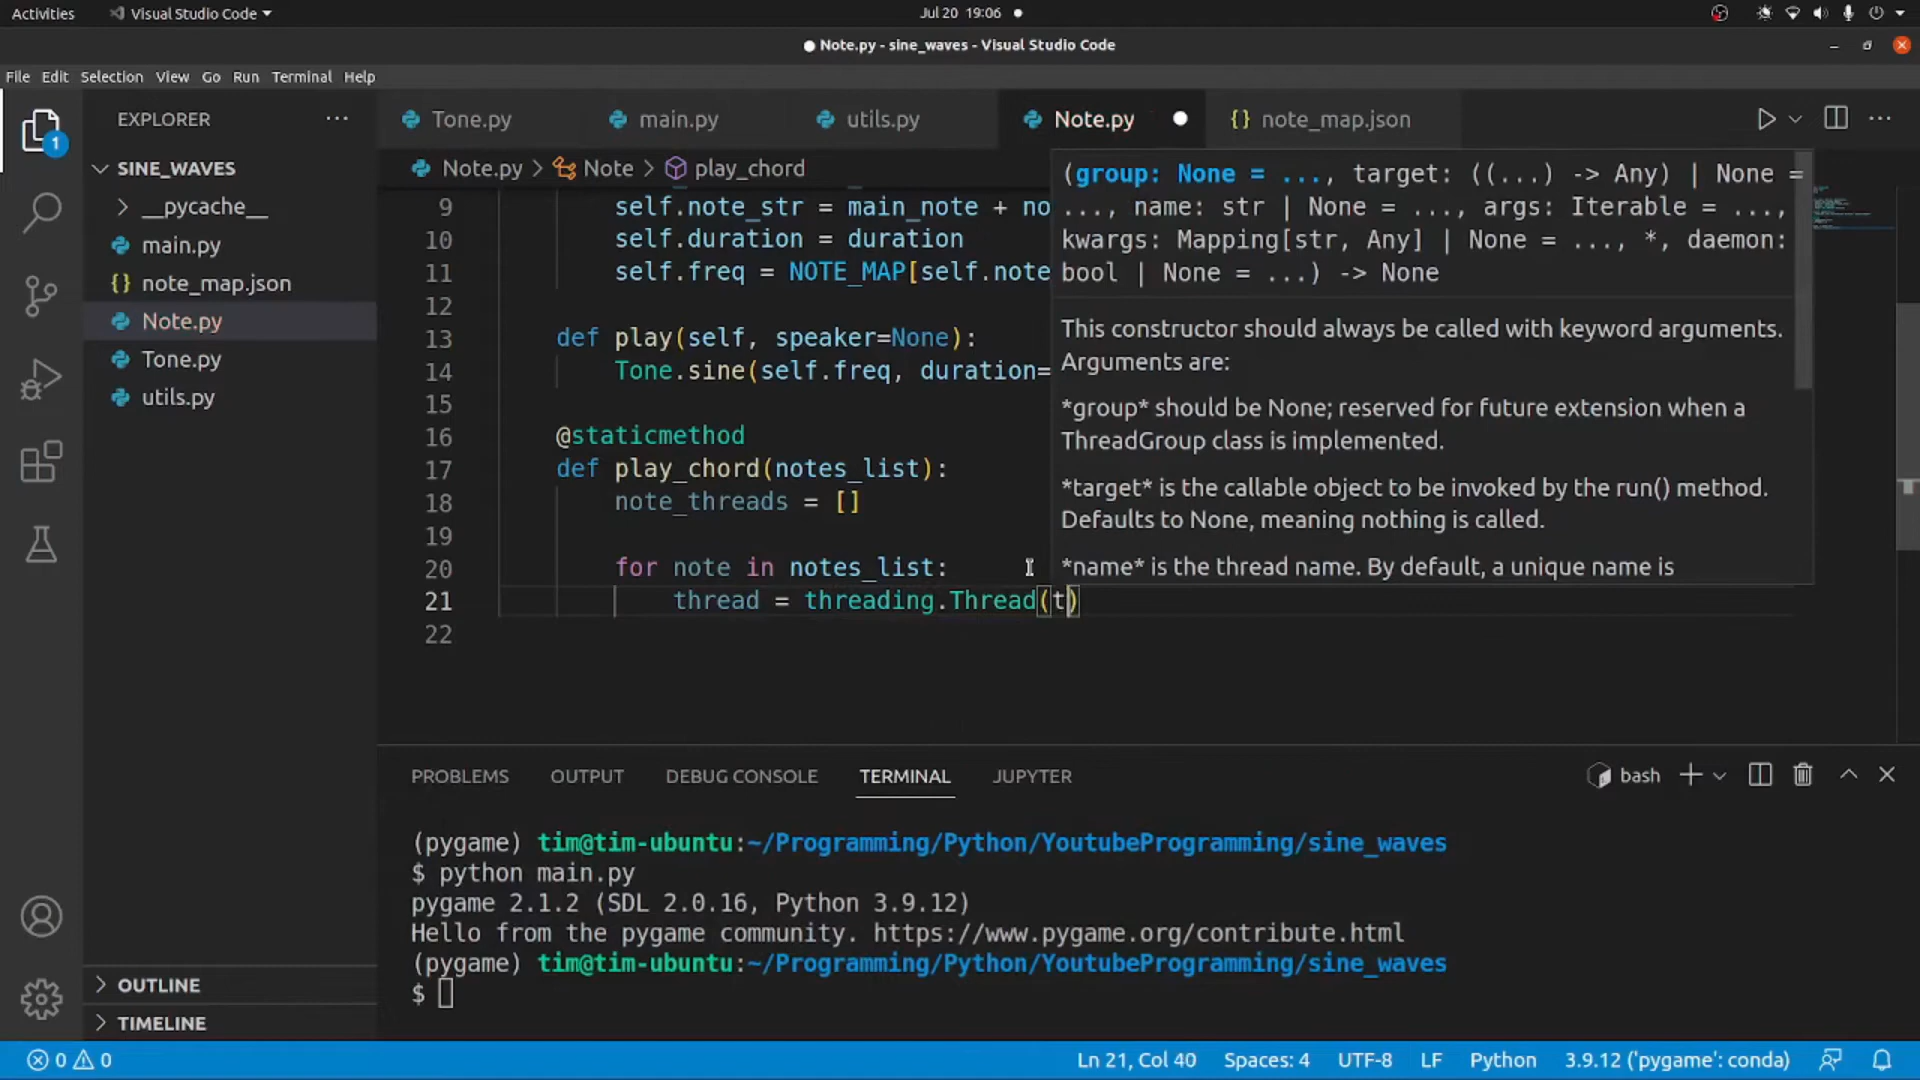 Activities Visual Studio Code Jul 20 19:06
Note.py - sine_waves - Visual Studio Code
File Edit Selection View Go Run Terminal Help
EXPLORER
Tone.py main.py utils.py Note.py {} note_map.json
SINE_WAVES
Note.py > Note > play_chord
__pycache__
main.py
{} note_map.json
Note.py
Tone.py
utils.py
1
9 self.note_str = main_note + no
10 self.duration = duration
11 self.freq = NOTE_MAP[self.note
12
13 def play(self, speaker=None):
14 Tone.sine(self.freq, duration=
15
16 @staticmethod
17 def play_chord(notes_list):
18 note_threads = []
19
20 for note in notes_list:
21 thread = threading.Thread(t)
22
(group: None = ..., target: ((...) -> Any) | None =
..., name: str | None = ..., args: Iterable = ...,
kwargs: Mapping[str, Any] | None = ..., *, daemon:
bool | None = ...) -> None
This constructor should always be called with keyword arguments.
Arguments are:
*group* should be None; reserved for future extension when a
ThreadGroup class is implemented.
*target* is the callable object to be invoked by the run() method.
Defaults to None, meaning nothing is called.
*name* is the thread name. By default, a unique name is
PROBLEMS OUTPUT DEBUG CONSOLE TERMINAL JUPYTER bash
(pygame) tim@tim-ubuntu:~/Programming/Python/YoutubeProgramming/sine_waves
$ python main.py
pygame 2.1.2 (SDL 2.0.16, Python 3.9.12)
Hello from the pygame community. https://www.pygame.org/contribute.html
(pygame) tim@tim-ubuntu:~/Programming/Python/YoutubeProgramming/sine_waves
$
OUTLINE
TIMELINE
0 0 Ln 21, Col 40 Spaces: 4 UTF-8 LF Python 3.9.12 ('pygame': conda)